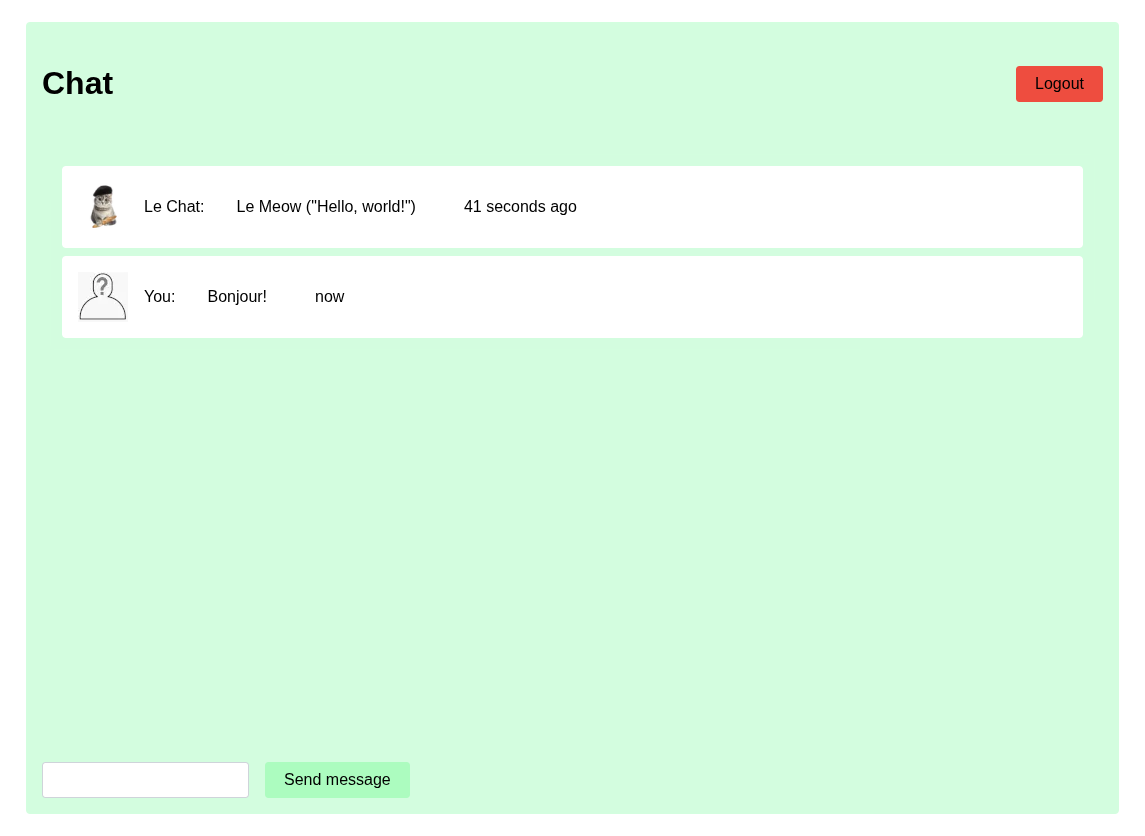 Chat
Logout
Le Chat: Le Meow ("Hello, world!") 41 seconds ago
?
You: Bonjour! now
Send message